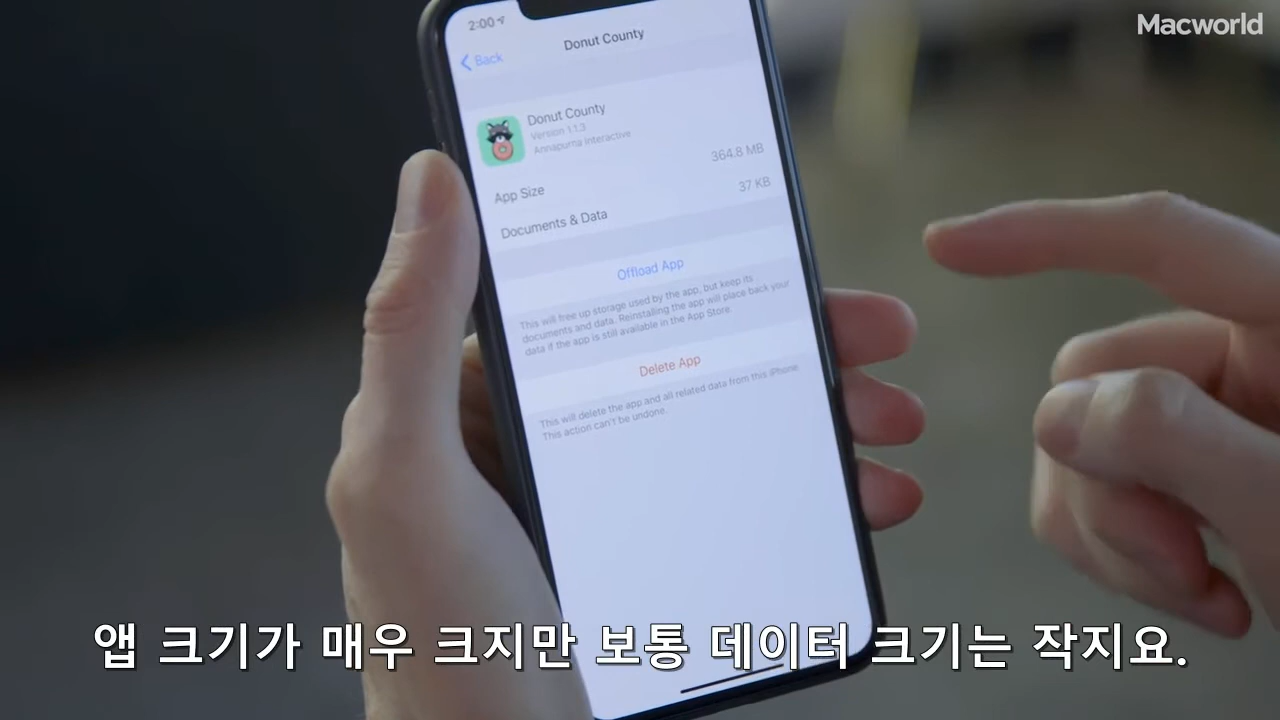 Macworld
2:00
Back
Donut County
Donut County
Version 1.1.3
Annapurna Interactive
App Size
364.8 MB
Documents & Data
37 KB
Offload App
This will free up storage used by the app, but keep its
documents and data. Reinstalling the app will place back your
data if the app is still available in the App Store.
Delete App
This will delete the app and all related data from this iPhone.
This action can't be undone.
앱 크기가 매우 크지만 보통 데이터 크기는 작지요.